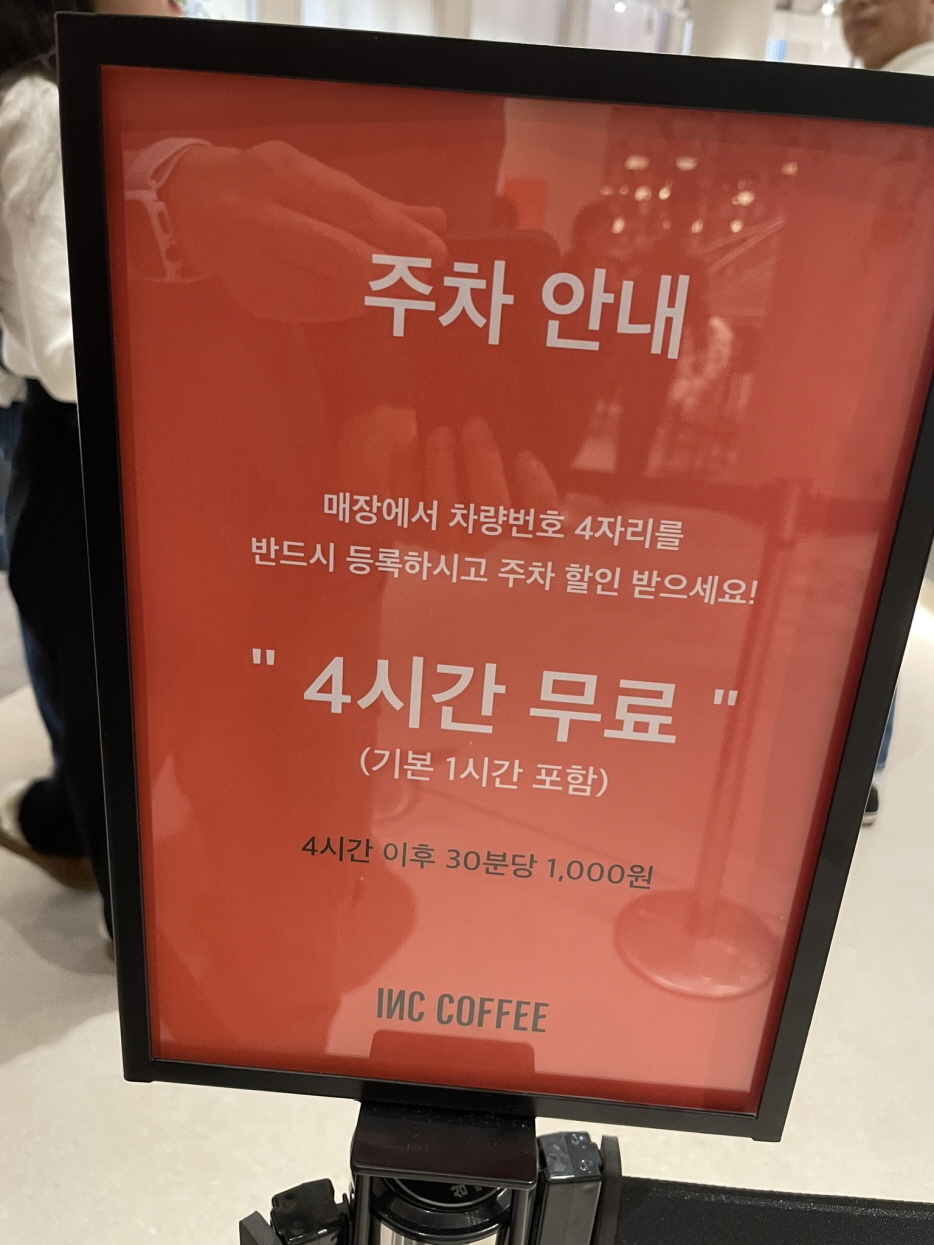 주차 안내
매장에서 차량번호 4자리를
반드시 등록하시고 주차 할인 받으세요!
" 4시간 무료 "
(기본 1시간 포함)
4시간 이후 30분당 1,000원
INC COFFEE